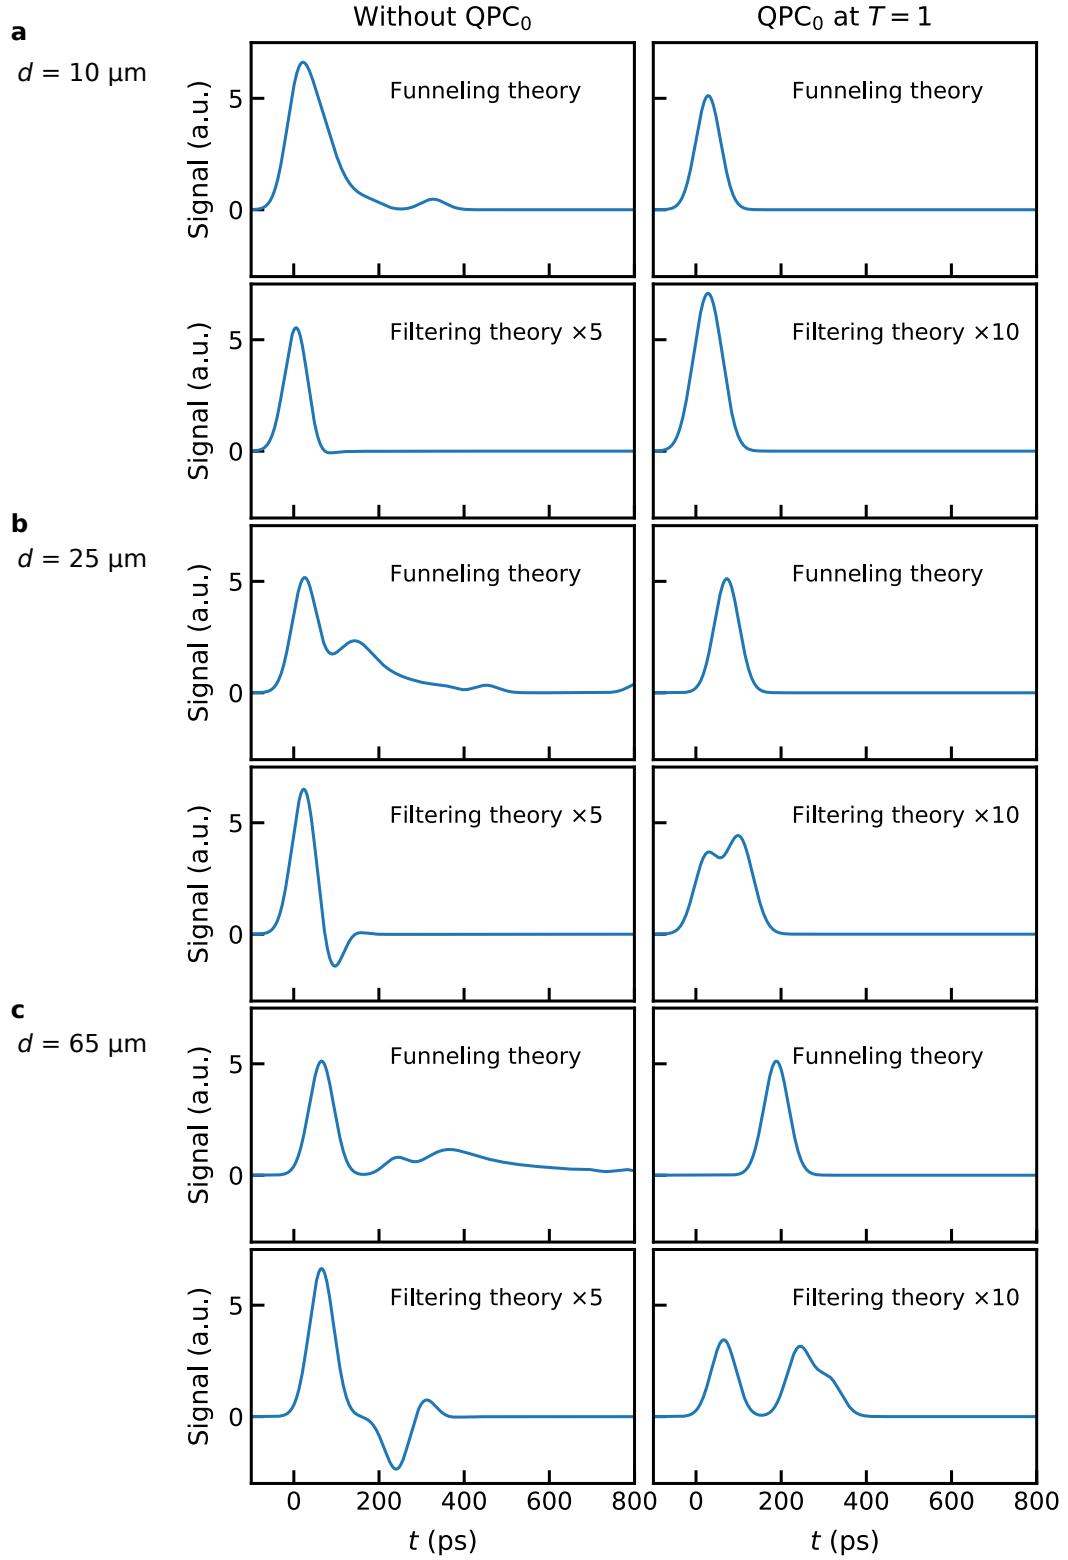 Without QPC₀ QPC₀ at T = 1
a
d = 10 μm
Signal (a.u.)
5
0
Funneling theory
Funneling theory
Signal (a.u.)
5
0
Filtering theory ×5
Filtering theory ×10
b
d = 25 μm
Signal (a.u.)
5
0
Funneling theory
Funneling theory
Signal (a.u.)
5
0
Filtering theory ×5
Filtering theory ×10
c
d = 65 μm
Signal (a.u.)
5
0
Funneling theory
Funneling theory
Signal (a.u.)
5
0
Filtering theory ×5
Filtering theory ×10
0 200 400 600 800 0 200 400 600 800
t (ps) t (ps)